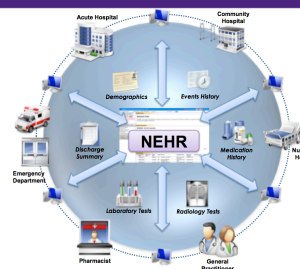 Acute Hospital
Community
Hospital
Demographics
Events History
Discharge
Summary
NEHR
Medication
History
Emergency
Department
Laboratory Tests
Radiology Tests
Pharmacist
General
Practitioner